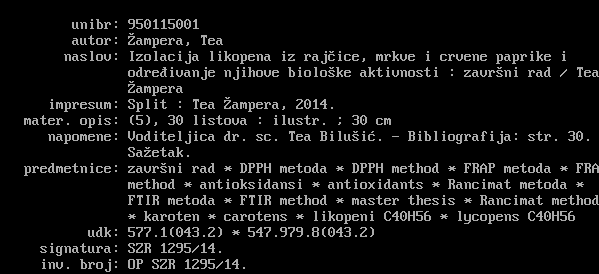 unibr: 950115001
autor: Žampera, Tea
naslov: Izolacija likopena iz rajčice, mrkve i crvene paprike i
određivanje njihove biološke aktivnosti : završni rad / Tea
Žampera
impresum: Split : Tea Žampera, 2014.
mater. opis: (5), 30 listova : ilustr. ; 30 cm
napomene: Voditeljica dr. sc. Tea Bilušić. - Bibliografija: str. 30. -
Sažetak.
predmetnice: završni rad * DPPH metoda * DPPH method * FRAP metoda * FRA
method * antioksidansi * antioxidants * Rancimat metoda *
FTIR metoda * FTIR method * master thesis * Rancimat method
* karoten * carotens * likopeni C40H56 * lycopens C40H56
udk: 577.1(043.2) * 547.979.8(043.2)
signatura: SZR 1295/14.
inv. broj: OP SZR 1295/14.